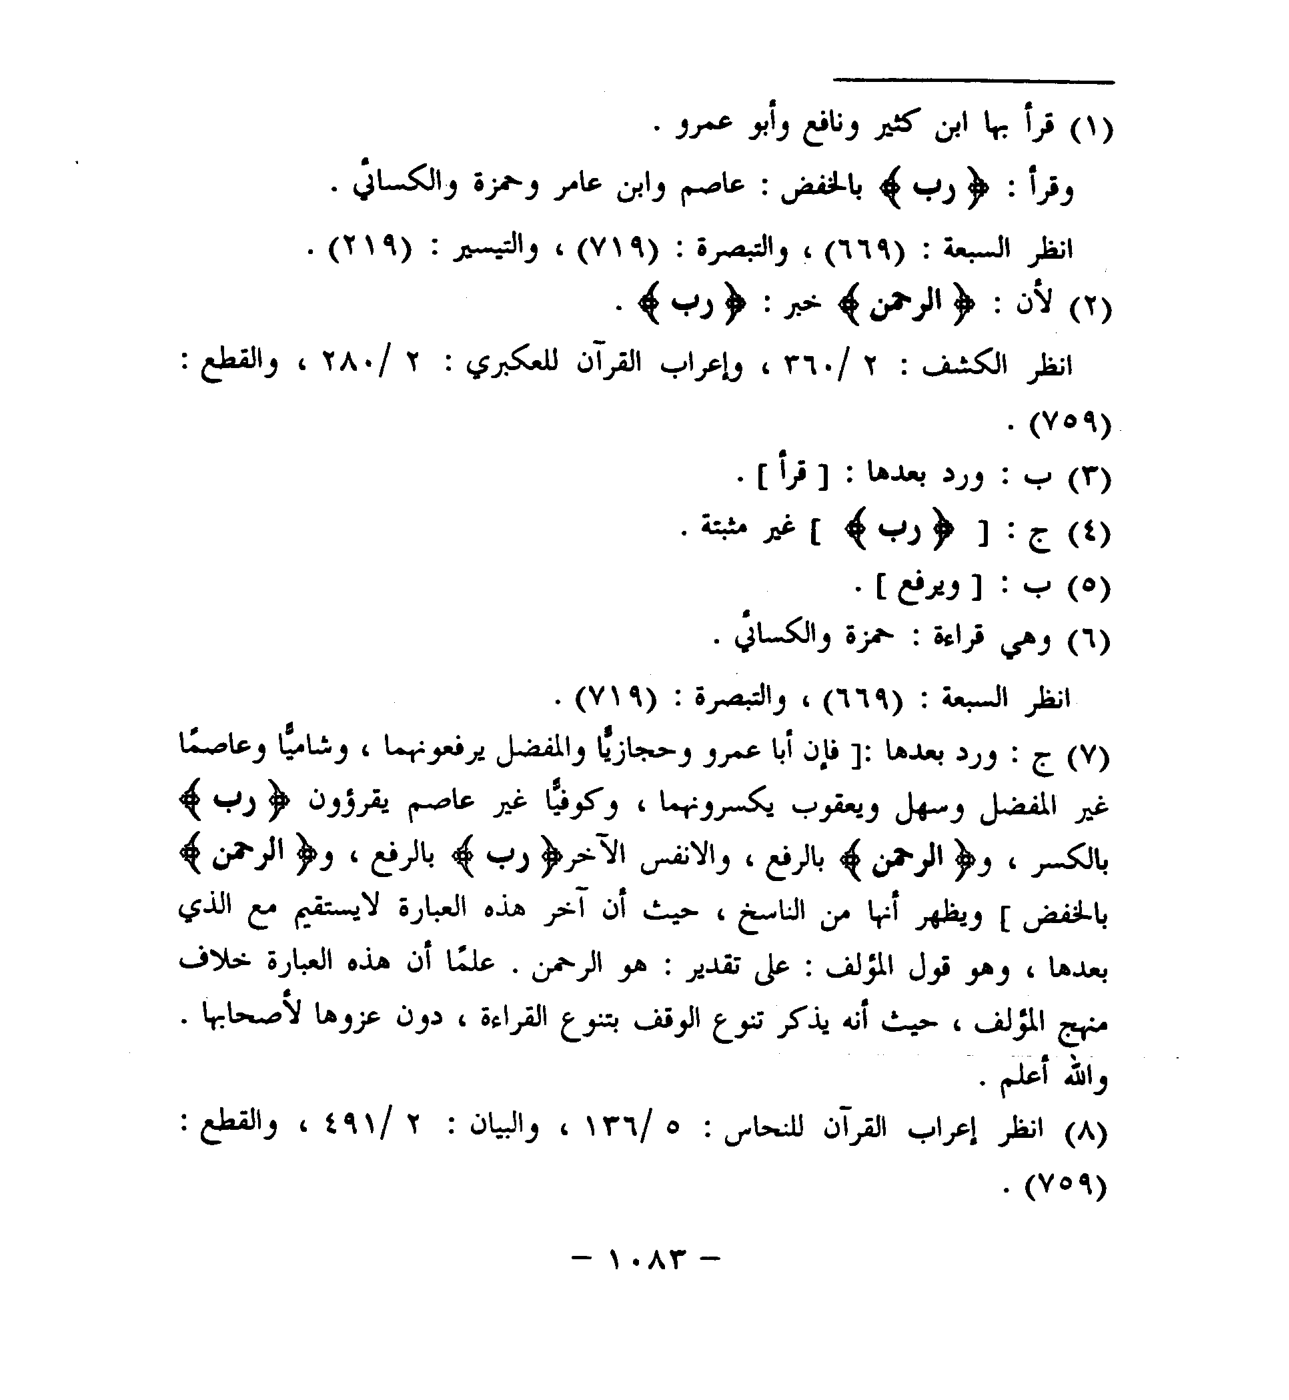 (١) قرأ بها ابن كثير ونافع وأبو عمرو .
وقرأ : ﴿ رب ﴾ بالخفض : عاصم وابن عامر وحمزة والكسائي .
انظر السبعة : (٦٦٩) ، والتبصرة : (٧١٩) ، والتيسير : (٢١٩) .
(٢) لأن : ﴿ الرحمن ﴾ خبر : ﴿ رب ﴾ .
انظر الكشف : ٢ /٣٦٠ ، وإعراب القرآن للعكبري : ٢ /٢٨٠ ، والقطع :
(٧٥٩) .
(٣) ب : ورد بعدها : [ قرأ ] .
(٤) ج : [ ﴿ رب ﴾ ] غير مثبتة .
(٥) ب : [ ويرفع ] .
(٦) وهي قراءة : حمزة والكسائي .
انظر السبعة : (٦٦٩) ، والتبصرة : (٧١٩) .
(٧) ج : ورد بعدها :[ فإن أبا عمرو وحجازيًّا والمفضل يرفعونهما ، وشاميًّا وعاصمًا
غير المفضل وسهل ويعقوب يكسرونهما ، وكوفيًّا غير عاصم يقرؤون ﴿ رب ﴾
بالكسر ، و﴿ الرحمن ﴾ بالرفع ، والانفس الآخر﴿ رب ﴾ بالرفع ، و﴿ الرحمن ﴾
بالخفض ] ويظهر أنها من الناسخ ، حيث أن آخر هذه العبارة لايستقيم مع الذي
بعدها ، وهو قول المؤلف : على تقدير : هو الرحمن . علمًا أن هذه العبارة خلاف
منهج المؤلف ، حيث أنه يذكر تنوع الوقف بتنوع القراءة ، دون عزوها لأصحابها .
والله أعلم .
(٨) انظر إعراب القرآن للنحاس : ٥ /١٣٦ ، والبيان : ٢ /٤٩١ ، والقطع :
(٧٥٩) .
– ١٠٨٣ –